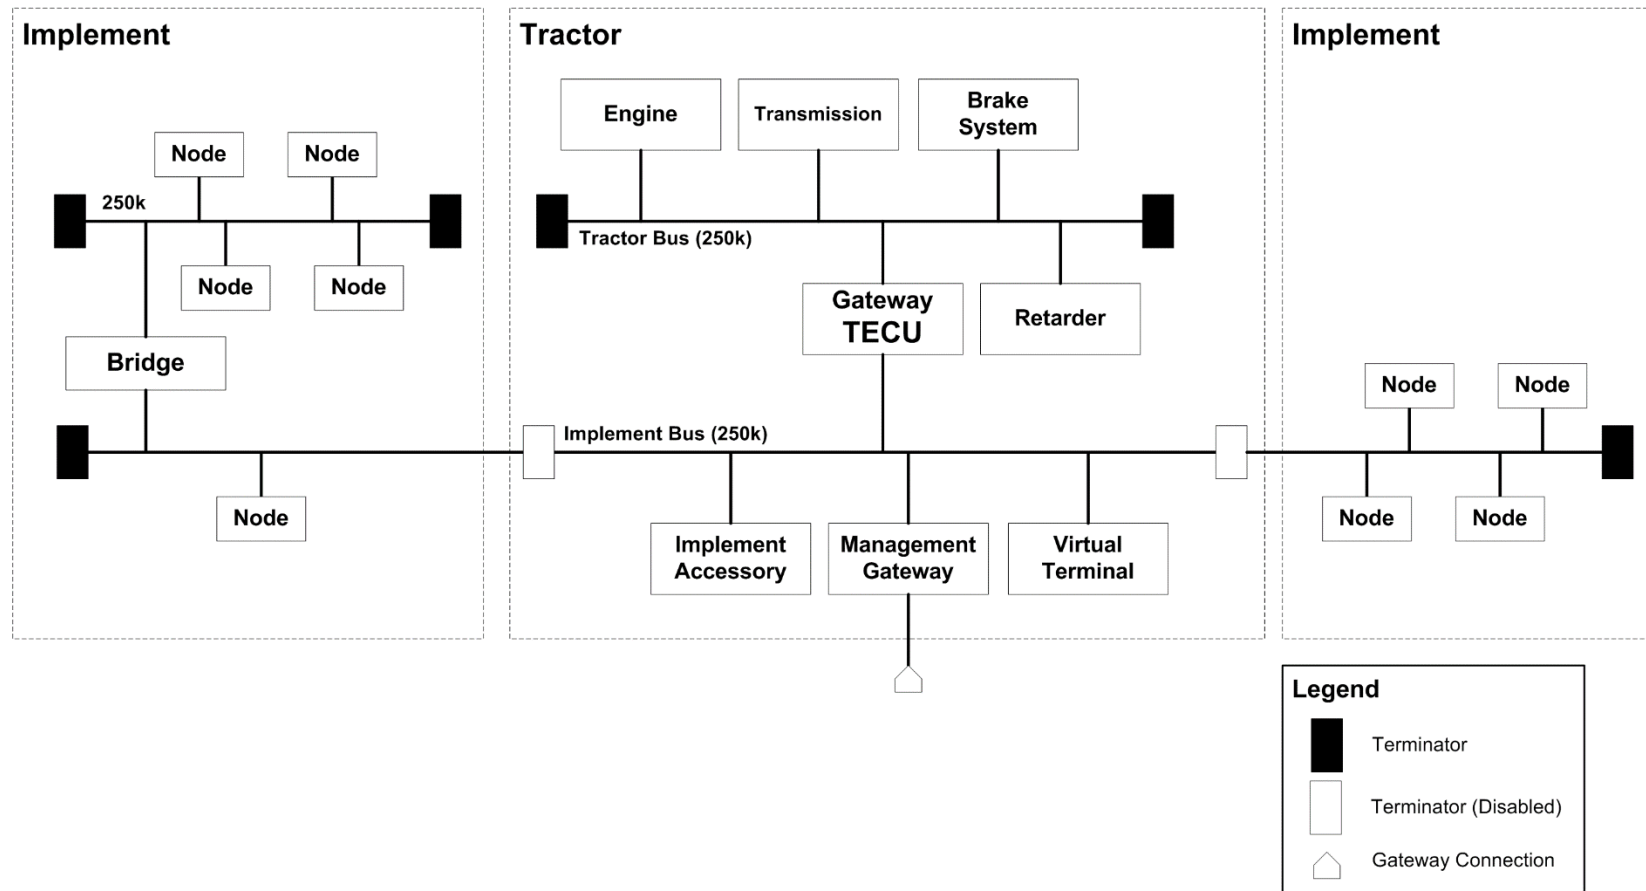 Implement
Node
Node
250k
Node
Node
Bridge
Node
Tractor
Engine
Transmission
Brake
System
Tractor Bus (250k)
Gateway
TECU
Retarder
Implement Bus (250k)
Implement
Accessory
Management
Gateway
Virtual
Terminal
Implement
Node
Node
Node
Node
Legend
Terminator
Terminator (Disabled)
Gateway Connection